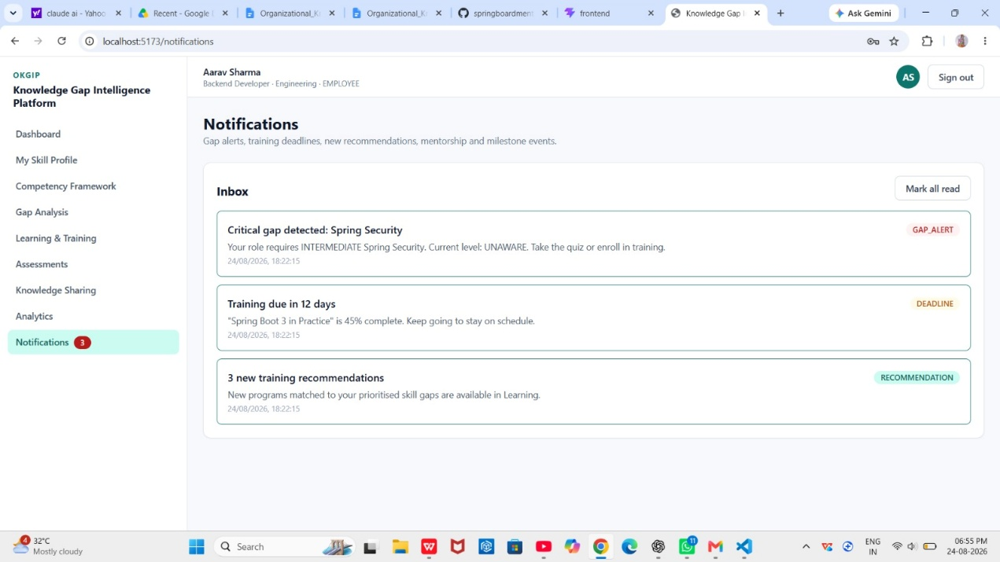 claude ai - Yahoo
Recent - Google
Organizational_K
Organizational_K
springboardment
frontend
Knowledge Gap
Ask Gemini
localhost:5173/notifications
OKGIP
Knowledge Gap Intelligence
Platform
Aarav Sharma
Backend Developer · Engineering · EMPLOYEE
AS
Sign out
Dashboard
My Skill Profile
Competency Framework
Gap Analysis
Learning & Training
Assessments
Knowledge Sharing
Analytics
Notifications 3
Notifications
Gap alerts, training deadlines, new recommendations, mentorship and milestone events.
Inbox
Mark all read
Critical gap detected: Spring Security
GAP_ALERT
Your role requires INTERMEDIATE Spring Security. Current level: UNAWARE. Take the quiz or enroll in training.
24/08/2026, 18:22:15
Training due in 12 days
DEADLINE
"Spring Boot 3 in Practice" is 45% complete. Keep going to stay on schedule.
24/08/2026, 18:22:15
3 new training recommendations
RECOMMENDATION
New programs matched to your prioritised skill gaps are available in Learning.
24/08/2026, 18:22:15
4
32°C
Mostly cloudy
Search
11
ENG
IN
06:55 PM
24-08-2026